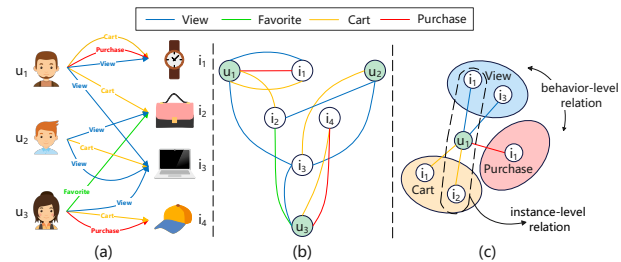 View Favorite Cart Purchase
u1 Cart Purchase View i1
Cart i2
u2 View Cart View i3
Favorite
u3 View Cart Purchase i4
(a)
u1 i1 u2
i2 i4
i3
u3
(b)
i1 View
i3
behavior-level
relation
u1
i1
Purchase
i1
Cart i2
instance-level
relation
(c)